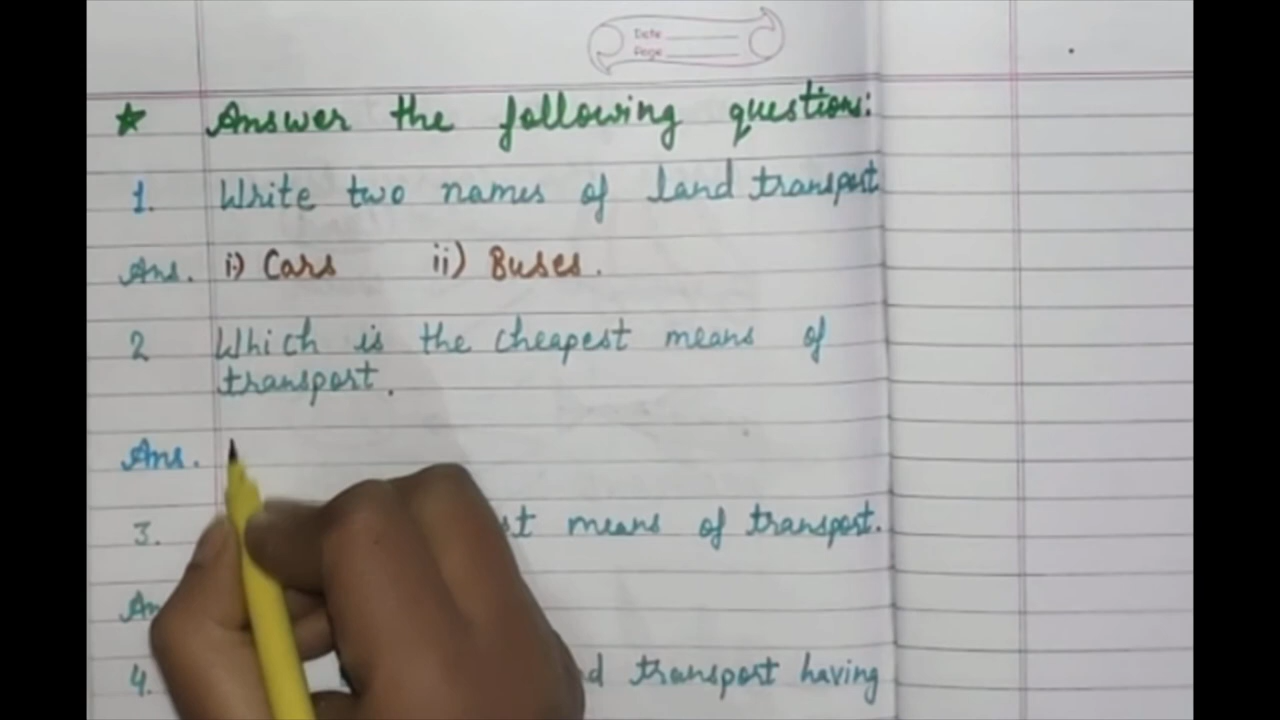 Date
Page
★ Answer the following questions:
1. Write two names of land transport
Ans. i) Cars ii) Buses.
2 Which is the cheapest means of
transport.
Ans.
3. means of transport.
4. transport having